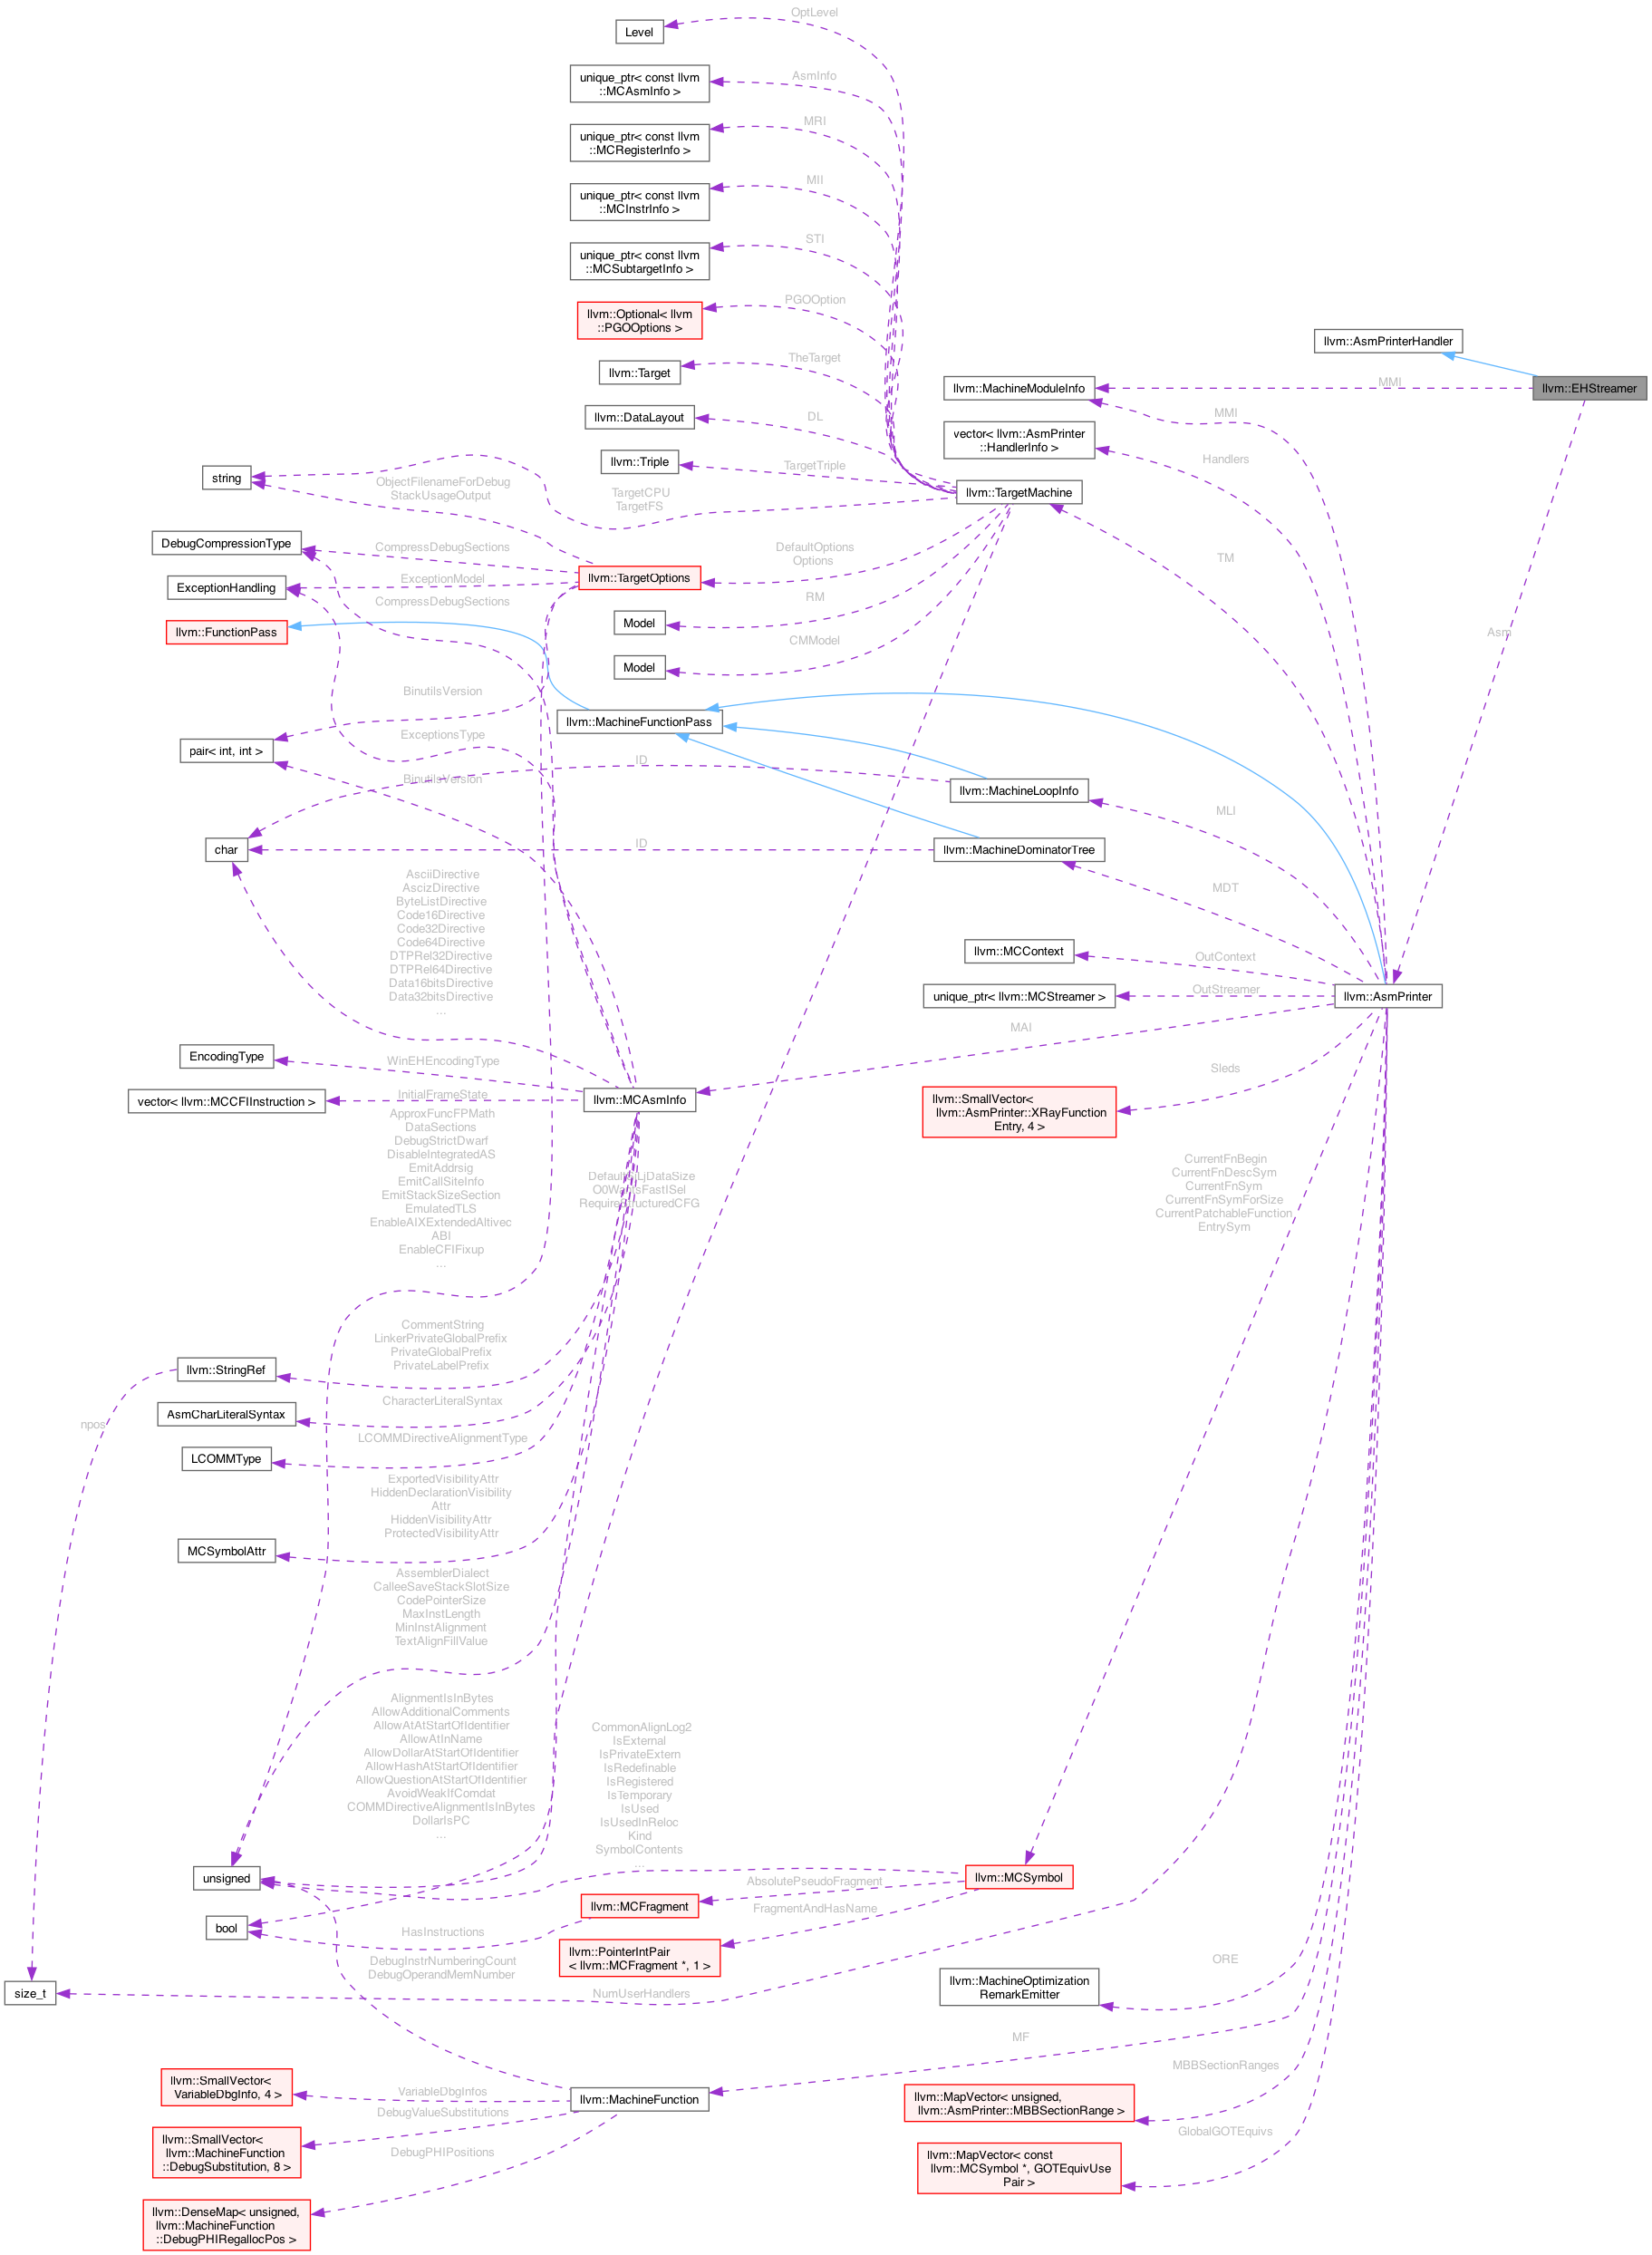 OptLevel
Level
AsmInfo
unique_ptr< const llvm
::MCAsmInfo >
MRI
unique_ptr< const llvm
::MCRegisterInfo >
MII
unique_ptr< const llvm
::MCInstrInfo >
STI
unique_ptr< const llvm
::MCSubtargetInfo >
PGOOption
llvm::Optional< llvm
::PGOOptions >
llvm::AsmPrinterHandler
TheTarget
llvm::Target
MMI
llvm::MachineModuleInfo
llvm::EHStreamer
DL
llvm::DataLayout
MMI
vector< llvm::AsmPrinter
::HandlerInfo >
Handlers
llvm::Triple
TargetTriple
string
ObjectFilenameForDebug
StackUsageOutput
TargetCPU
TargetFS
llvm::TargetMachine
DebugCompressionType
CompressDebugSections
DefaultOptions
Options
TM
ExceptionHandling
ExceptionModel
llvm::TargetOptions
CompressDebugSections
RM
llvm::FunctionPass
Model
CMModel
Asm
Model
BinutilsVersion
llvm::MachineFunctionPass
ExceptionsType
pair< int, int >
ID
BinutilsVersion
llvm::MachineLoopInfo
MLI
char
ID
llvm::MachineDominatorTree
MDT
AsciiDirective
AscizDirective
ByteListDirective
Code16Directive
Code32Directive
Code64Directive
DTPRel32Directive
DTPRel64Directive
Data16bitsDirective
Data32bitsDirective
...
llvm::MCContext
OutContext
unique_ptr< llvm::MCStreamer >
OutStreamer
llvm::AsmPrinter
MAI
EncodingType
WinEHEncodingType
Sleds
vector< llvm::MCCFIInstruction >
InitialFrameState
llvm::MCAsmInfo
llvm::SmallVector<
llvm::AsmPrinter::XRayFunction
Entry, 4 >
ApproxFuncFPMath
DataSections
DebugStrictDwarf
DisableIntegratedAS
EmitAddrsig
EmitCallSiteInfo
EmitStackSizeSection
EmulatedTLS
EnableAIXExtendedAltivec
ABI
EnableCFIFixup
...
DefaultSjLjDataSize
O0WantsFastISel
RequireStructuredCFG
CurrentFnBegin
CurrentFnDescSym
CurrentFnSym
CurrentFnSymForSize
CurrentPatchableFunction
EntrySym
CommentString
LinkerPrivateGlobalPrefix
PrivateGlobalPrefix
PrivateLabelPrefix
llvm::StringRef
npos
AsmCharLiteralSyntax
CharacterLiteralSyntax
LCOMMType
LCOMMDirectiveAlignmentType
ExportedVisibilityAttr
HiddenDeclarationVisibility
Attr
HiddenVisibilityAttr
ProtectedVisibilityAttr
MCSymbolAttr
AssemblerDialect
CalleeSaveStackSlotSize
CodePointerSize
MaxInstLength
MinInstAlignment
TextAlignFillValue
AlignmentIsInBytes
AllowAdditionalComments
AllowAtAtStartOfIdentifier
AllowAtInName
AllowDollarAtStartOfIdentifier
AllowHashAtStartOfIdentifier
AllowQuestionAtStartOfIdentifier
AvoidWeakIfComdat
COMMDirectiveAlignmentIsInBytes
DollarIsPC
...
CommonAlignLog2
IsExternal
IsPrivateExtern
IsRedefinable
IsRegistered
IsTemporary
IsUsed
IsUsedInReloc
Kind
SymbolContents
...
unsigned
llvm::MCSymbol
AbsolutePseudoFragment
llvm::MCFragment
FragmentAndHasName
bool
HasInstructions
llvm::PointerIntPair
< llvm::MCFragment *, 1 >
DebugInstrNumberingCount
DebugOperandMemNumber
size_t
NumUserHandlers
llvm::MachineOptimization
RemarkEmitter
ORE
MF
MBBSectionRanges
llvm::SmallVector<
VariableDbgInfo, 4 >
VariableDbgInfos
llvm::MachineFunction
llvm::MapVector< unsigned,
llvm::AsmPrinter::MBBSectionRange >
DebugValueSubstitutions
GlobalGOTEquivs
llvm::SmallVector<
llvm::MachineFunction
::DebugSubstitution, 8 >
DebugPHIPositions
llvm::MapVector< const
llvm::MCSymbol *, GOTEquivUse
Pair >
llvm::DenseMap< unsigned,
llvm::MachineFunction
::DebugPHIRegallocPos >